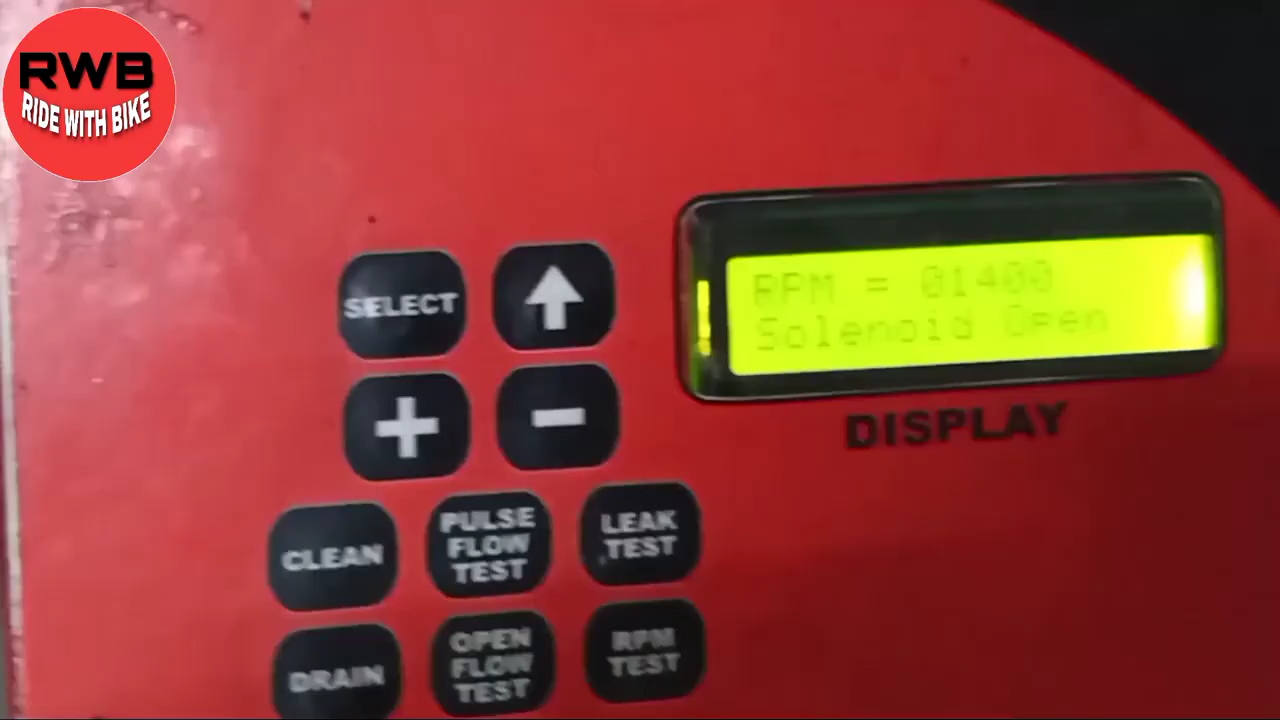 RWB
RIDE WITH BIKE
RPM = 01400
Solenoid Open
DISPLAY
SELECT
CLEAN
PULSE
FLOW
TEST
LEAK
TEST
DRAIN
OPEN
FLOW
TEST
RPM
TEST